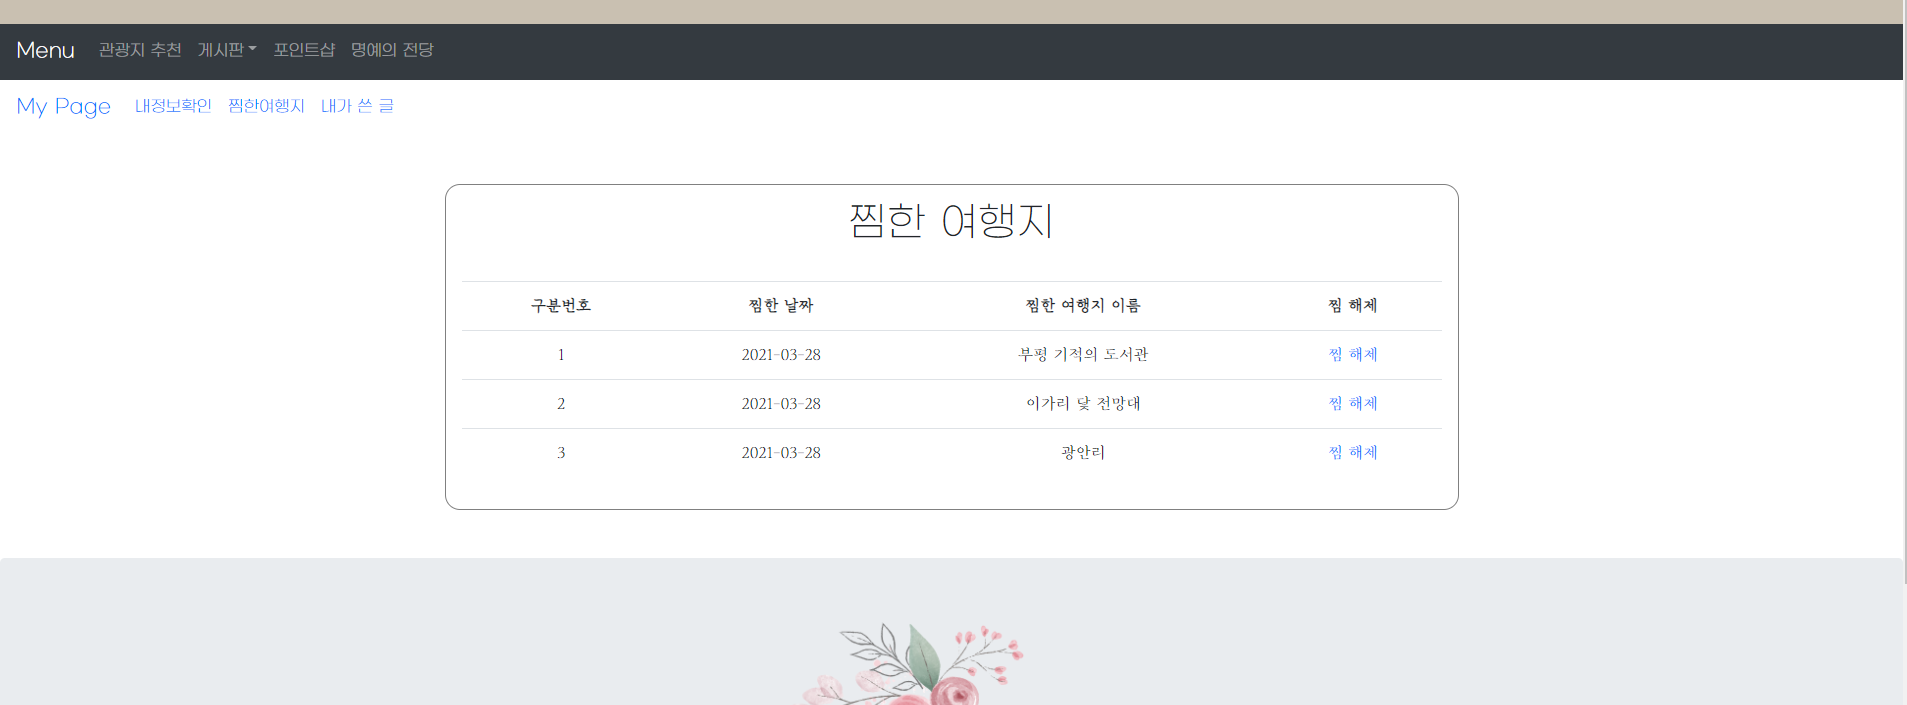 Menu 관광지 추천 게시판 포인트샵 명예의 전당
My Page 내정보확인 찜한여행지 내가 쓴 글
찜한 여행지
구분번호 찜한 날짜 찜한 여행지 이름 찜 해제
1 2021-03-28 부평 기적의 도서관 찜 해제
2 2021-03-28 이가리 닻 전망대 찜 해제
3 2021-03-28 광안리 찜 해제